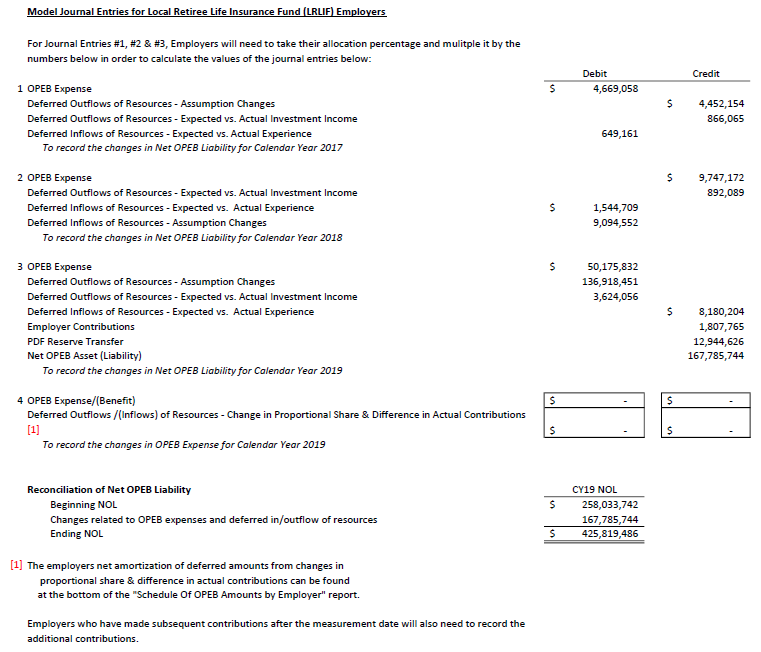 Model Journal Entries for Local Retiree Life Insurance Fund (LRLIF) Employers
For Journal Entries #1, #2 & #3, Employers will need to take their allocation percentage and mulitple it by the
numbers below in order to calculate the values of the journal entries below:
Debit Credit
1 OPEB Expense $ 4,669,058
Deferred Outflows of Resources - Assumption Changes $ 4,452,154
Deferred Outflows of Resources - Expected vs. Actual Investment Income 866,065
Deferred Inflows of Resources - Expected vs. Actual Experience 649,161
To record the changes in Net OPEB Liability for Calendar Year 2017
2 OPEB Expense $ 9,747,172
Deferred Outflows of Resources - Expected vs. Actual Investment Income 892,089
Deferred Inflows of Resources - Expected vs. Actual Experience $ 1,544,709
Deferred Inflows of Resources - Assumption Changes 9,094,552
To record the changes in Net OPEB Liability for Calendar Year 2018
3 OPEB Expense $ 50,175,832
Deferred Outflows of Resources - Assumption Changes 136,918,451
Deferred Outflows of Resources - Expected vs. Actual Investment Income 3,624,056
Deferred Inflows of Resources - Expected vs. Actual Experience $ 8,180,204
Employer Contributions 1,807,765
PDF Reserve Transfer 12,944,626
Net OPEB Asset (Liability) 167,785,744
To record the changes in Net OPEB Liability for Calendar Year 2019
4 OPEB Expense/(Benefit) $ - $ -
Deferred Outflows /(Inflows) of Resources - Change in Proportional Share & Difference in Actual Contributions
[1] $ - $ -
To record the changes in OPEB Expense for Calendar Year 2019
Reconciliation of Net OPEB Liability CY19 NOL
Beginning NOL $ 258,033,742
Changes related to OPEB expenses and deferred in/outflow of resources 167,785,744
Ending NOL $ 425,819,486
[1] The employers net amortization of deferred amounts from changes in
proportional share & difference in actual contributions can be found
at the bottom of the "Schedule Of OPEB Amounts by Employer" report.
Employers who have made subsequent contributions after the measurement date will also need to record the
additional contributions.